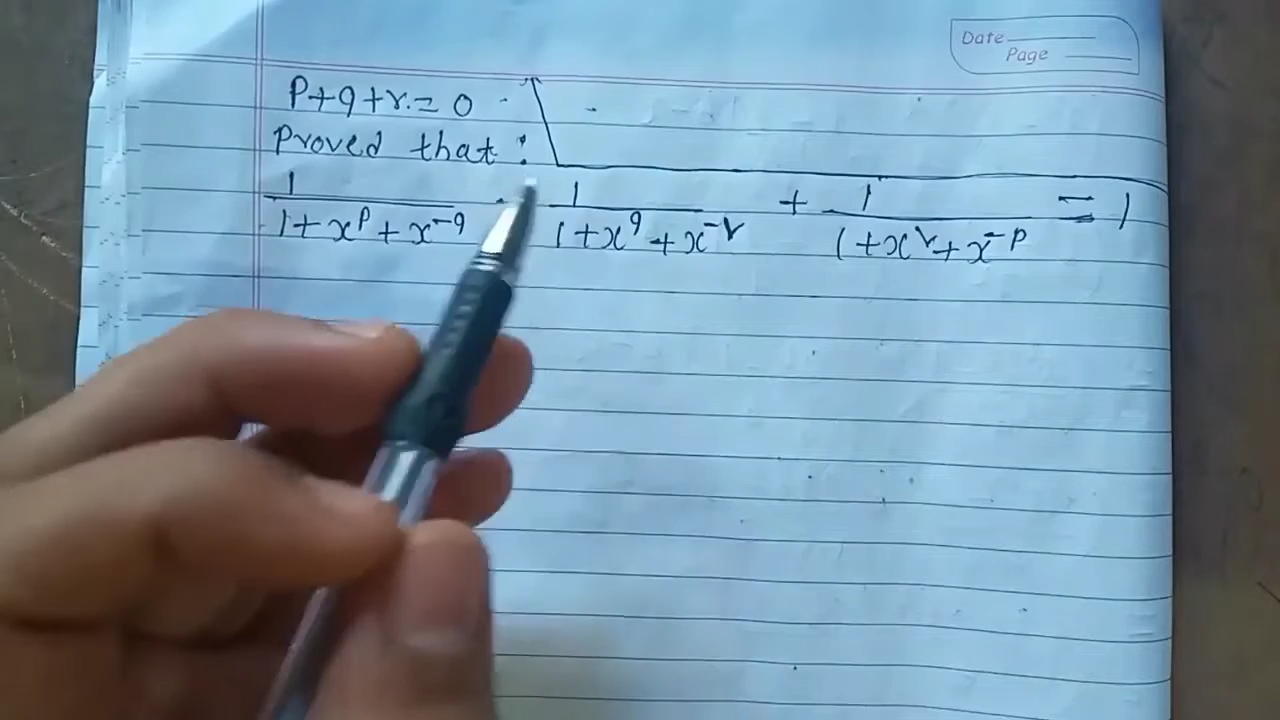 Date
Page
P+q+r.=0
Proved that:
1/(1+x^p+x^-q) 1/(1+x^q+x^-r) + 1/(1+x^r+x^-p) = 1